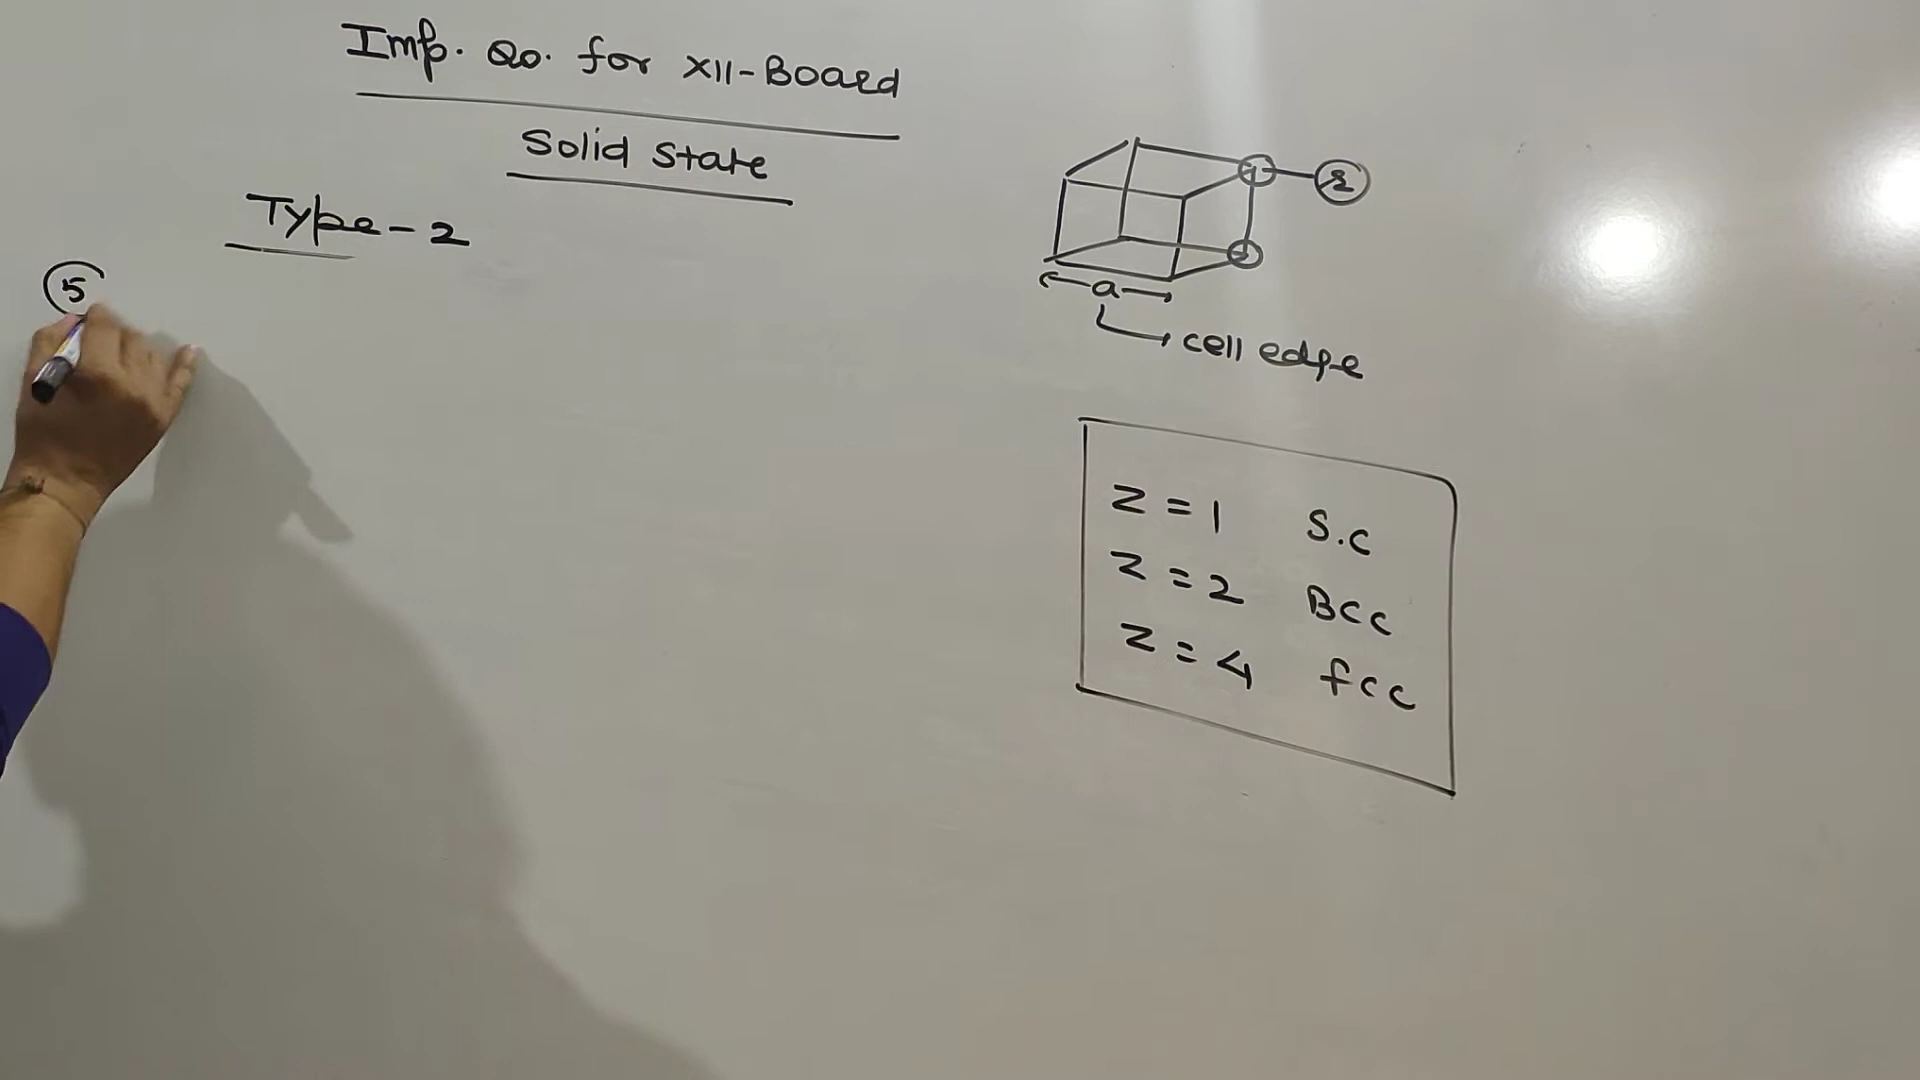 Imp. Qo. for XII-Board
Solid State
Type-2
5
r
a
cell edge
Z = 1 S.C
Z = 2 BCC
Z = 4 fcc